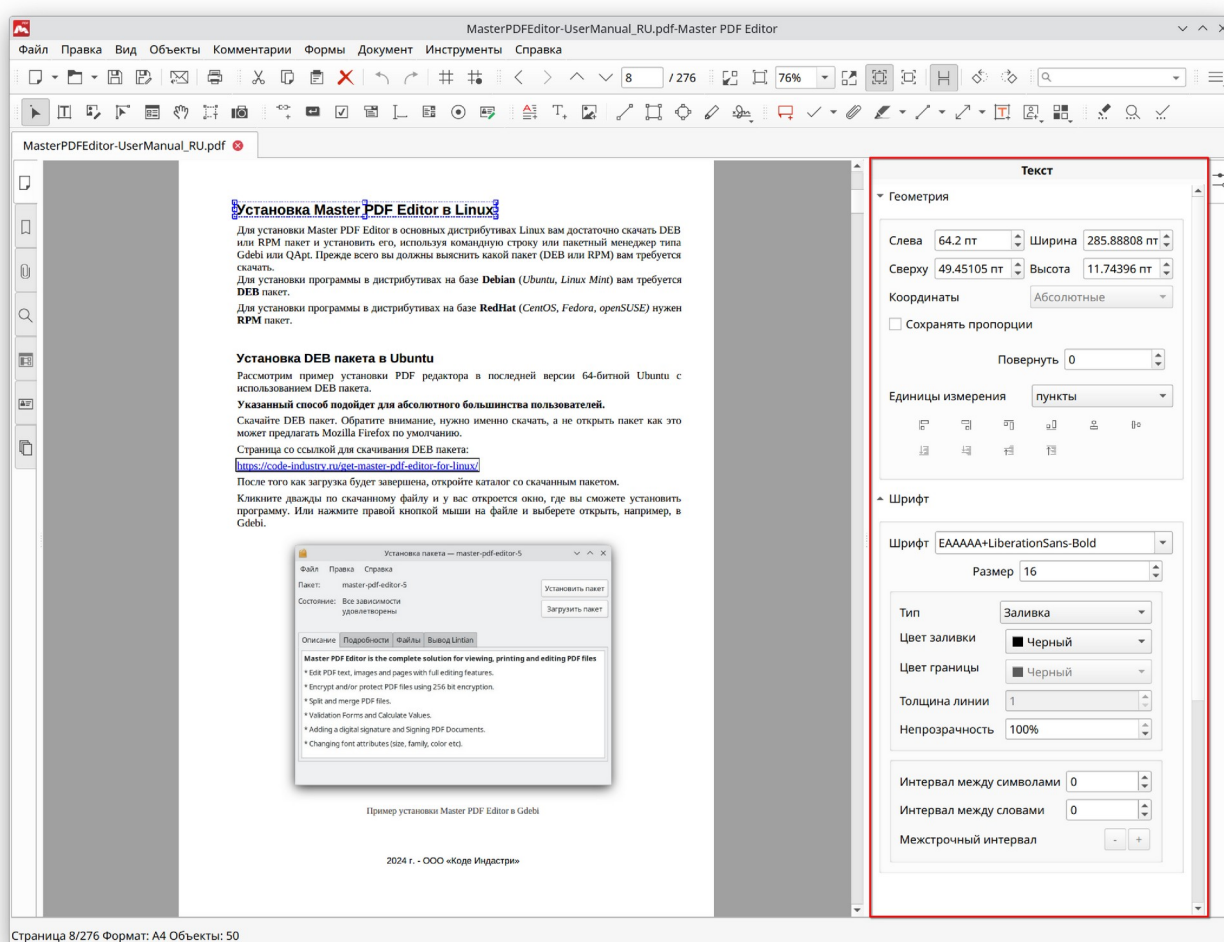 MasterPDFEditor-UserManual_RU.pdf-Master PDF Editor
Файл Правка Вид Объекты Комментарии Формы Документ Инструменты Справка
8 / 276 76%
MasterPDFEditor-UserManual_RU.pdf
Установка Master PDF Editor в Linux
Для установки Master PDF Editor в основных дистрибутивах Linux вам достаточно скачать DEB
или RPM пакет и установить его, используя командную строку или пакетный менеджер типа
Gdebi или QApt. Прежде всего вы должны выяснить какой пакет (DEB или RPM) вам требуется
скачать.
Для установки программы в дистрибутивах на базе Debian (Ubuntu, Linux Mint) вам требуется
DEB пакет.
Для установки программы в дистрибутивах на базе RedHat (CentOS, Fedora, openSUSE) нужен
RPM пакет.
Установка DEB пакета в Ubuntu
Рассмотрим пример установки PDF редактора в последней версии 64-битной Ubuntu с
использованием DEB пакета.
Указанный способ подойдет для абсолютного большинства пользователей.
Скачайте DEB пакет. Обратите внимание, нужно именно скачать, а не открыть пакет как это
может предлагать Mozilla Firefox по умолчанию.
Страница со ссылкой для скачивания DEB пакета:
https://code-industry.ru/get-master-pdf-editor-for-linux/
После того как загрузка будет завершена, откройте каталог со скачанным пакетом.
Кликните дважды по скачанному файлу и у вас откроется окно, где вы сможете установить
программу. Или нажмите правой кнопкой мыши на файле и выберете открыть, например, в
Gdebi.
Установка пакета — master-pdf-editor-5
Файл Правка Справка
Пакет: master-pdf-editor-5
Установить пакет
Состояние: Все зависимости
удовлетворены
Загрузить пакет
Описание Подробности Файлы Вывод Lintian
Master PDF Editor is the complete solution for viewing, printing and editing PDF files
* Edit PDF text, images and pages with full editing features.
* Encrypt and/or protect PDF files using 256 bit encryption.
* Split and merge PDF files.
* Validation Forms and Calculate Values.
* Adding a digital signature and Signing PDF Documents.
* Changing font attributes (size, family, color etc).
Пример установки Master PDF Editor в Gdebi
2024 г. - ООО «Коде Индастри»
Текст
Геометрия
Слева 64.2 пт Ширина 285.88808 пт
Сверху 49.45105 пт Высота 11.74396 пт
Координаты Абсолютные
Сохранять пропорции
Повернуть 0
Единицы измерения пункты
Шрифт
Шрифт EAAAAA+LiberationSans-Bold
Размер 16
Тип Заливка
Цвет заливки Черный
Цвет границы Черный
Толщина линии 1
Непрозрачность 100%
Интервал между символами 0
Интервал между словами 0
Межстрочный интервал - +
Страница 8/276 Формат: A4 Объекты: 50